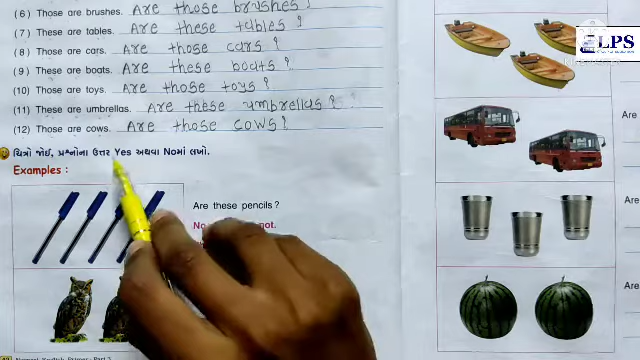 (6) Those are brushes. Are those brushes?
(7) These are tables. Are these tables?
(8) Those are cars. Are those cars?
(9) These are boats. Are these boats?
(10) Those are toys. Are those toys?
(11) These are umbrellas. Are these umbrellas?
(12) Those are cows. Are those cows?
ચિત્રો જોઈ, પ્રશ્નોના ઉત્તર Yes અથવા Noમાં લખો.
Examples :
Are these pencils?
No
not.
LPS
Are
Are
Are
Are